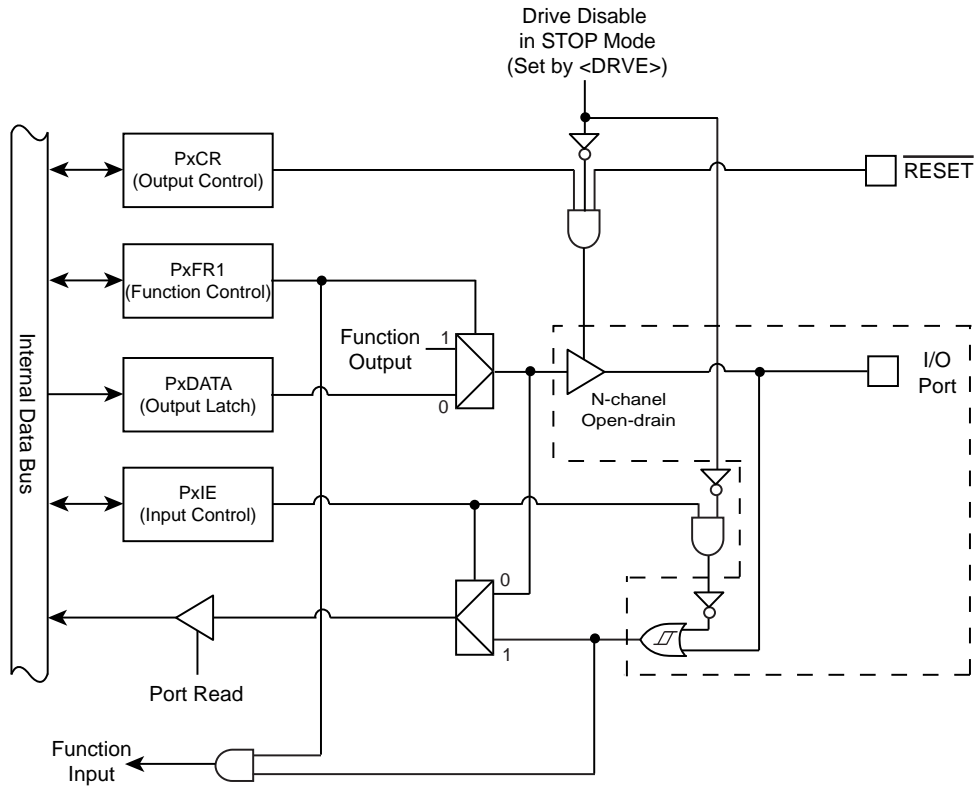 Drive Disable
in STOP Mode
(Set by <DRVE>)
PxCR
(Output Control)
RESET
PxFR1
(Function Control)
Function
Output
1
0
I/O
Port
PxDATA
(Output Latch)
N-chanel
Open-drain
Internal Data Bus
PxIE
(Input Control)
0
1
Port Read
Function
Input